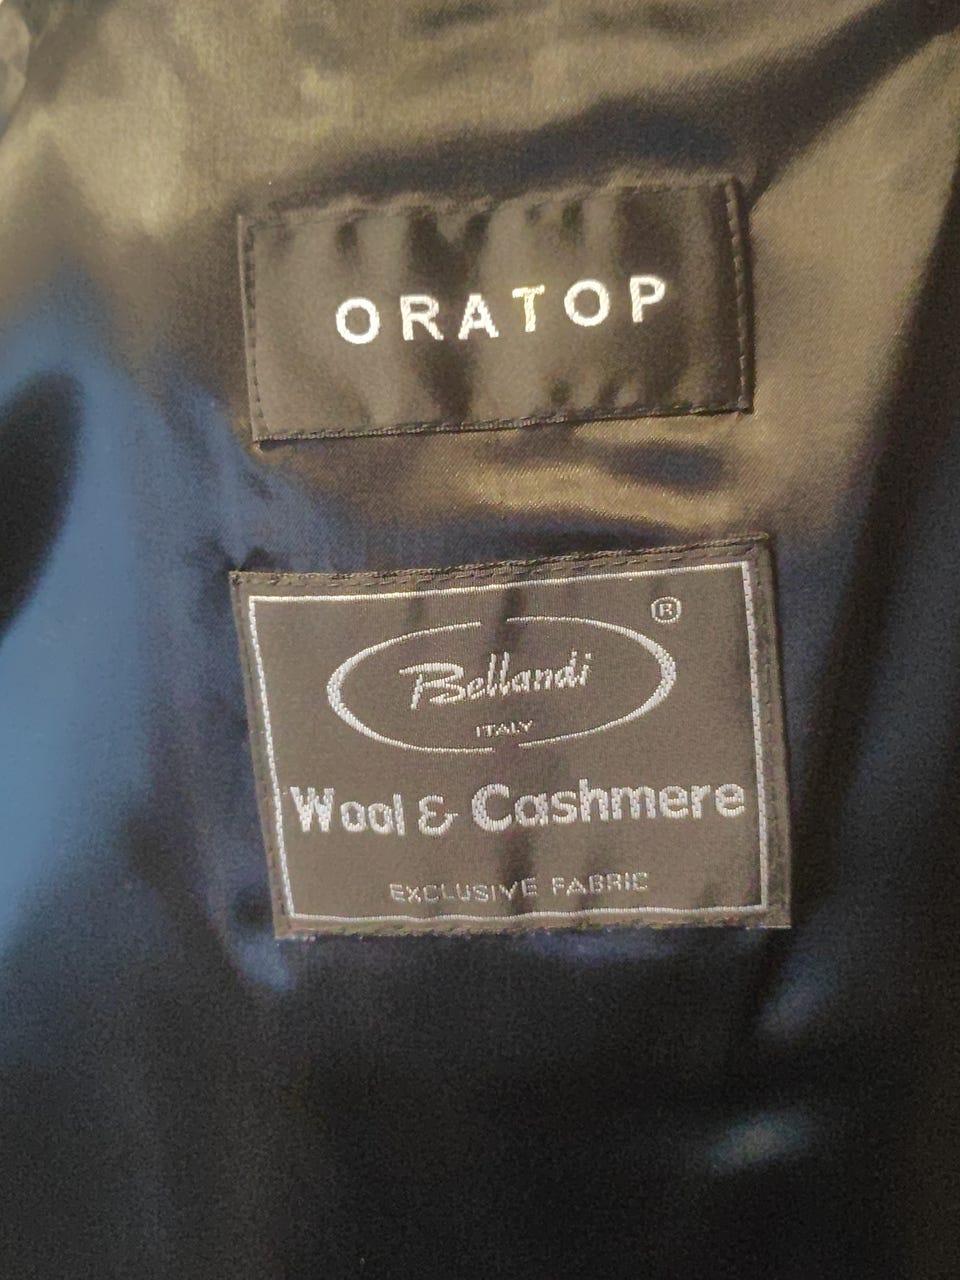 ORATOP
®
Bellandi
ITALY
Wool & Cashmere
EXCLUSIVE FABRIC